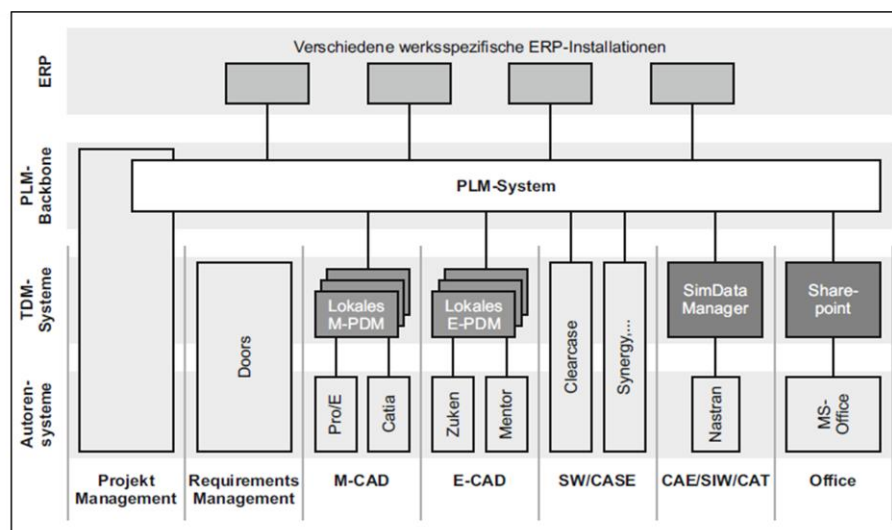 ERP
Verschiedene werksspezifische ERP-Installationen
PLM-
Backbone
PLM-System
TDM-
Systeme
Doors
Lokales
M-PDM
Lokales
E-PDM
Clearcase
Synergy,...
SimData
Manager
Share-
point
Autoren-
systeme
Pro/E
Catia
Zuken
Mentor
Nastran
MS-
Office
Projekt
Management
Requirements
Management
M-CAD
E-CAD
SW/CASE
CAE/SIW/CAT
Office